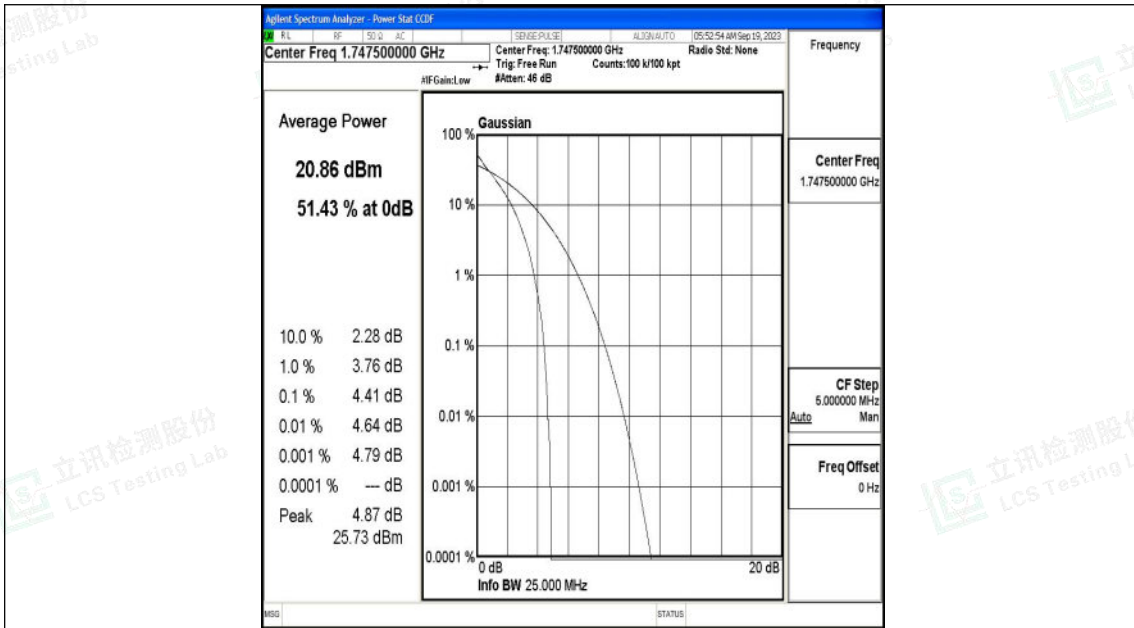 Agilent Spectrum Analyzer - Power Stat CCDF
RL RF 50 Ω AC SENSE:PULSE ALIGNAUTO 05:52:54 AM Sep 19, 2023
Center Freq 1.747500000 GHz
Center Freq: 1.747500000 GHz Radio Std: None
Trig: Free Run Counts:100 k/100 kpt
#IFGain:Low #Atten: 46 dB
Frequency
Average Power
20.86 dBm
51.43 % at 0dB
10.0 % 2.28 dB
1.0 % 3.76 dB
0.1 % 4.41 dB
0.01 % 4.64 dB
0.001 % 4.79 dB
0.0001 % --- dB
Peak 4.87 dB
25.73 dBm
Gaussian
100 %
10 %
1 %
0.1 %
0.01 %
0.001 %
0.0001 %
0 dB 20 dB
Info BW 25.000 MHz
Center Freq
1.747500000 GHz
CF Step
5.000000 MHz
Auto Man
Freq Offset
0 Hz
MSG STATUS
立讯检测股份
LCS Testing Lab
立讯检测股份
LCS Testing L
测股份
sting Lab
立